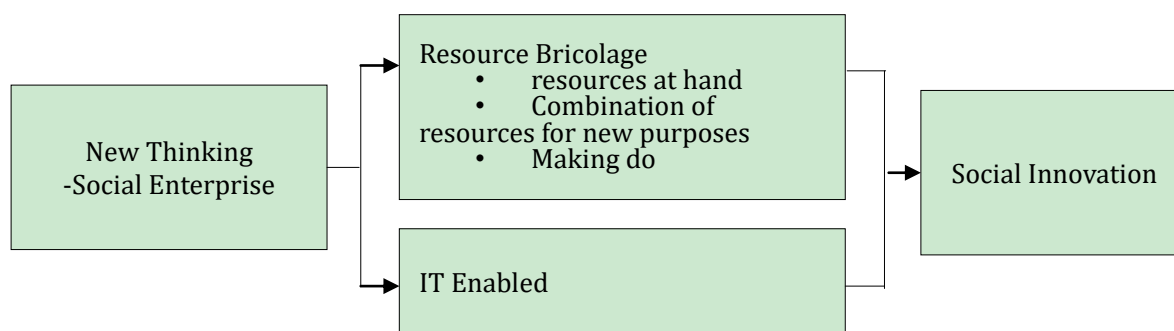 New Thinking
-Social Enterprise
Resource Bricolage
• resources at hand
• Combination of
resources for new purposes
• Making do
IT Enabled
Social Innovation